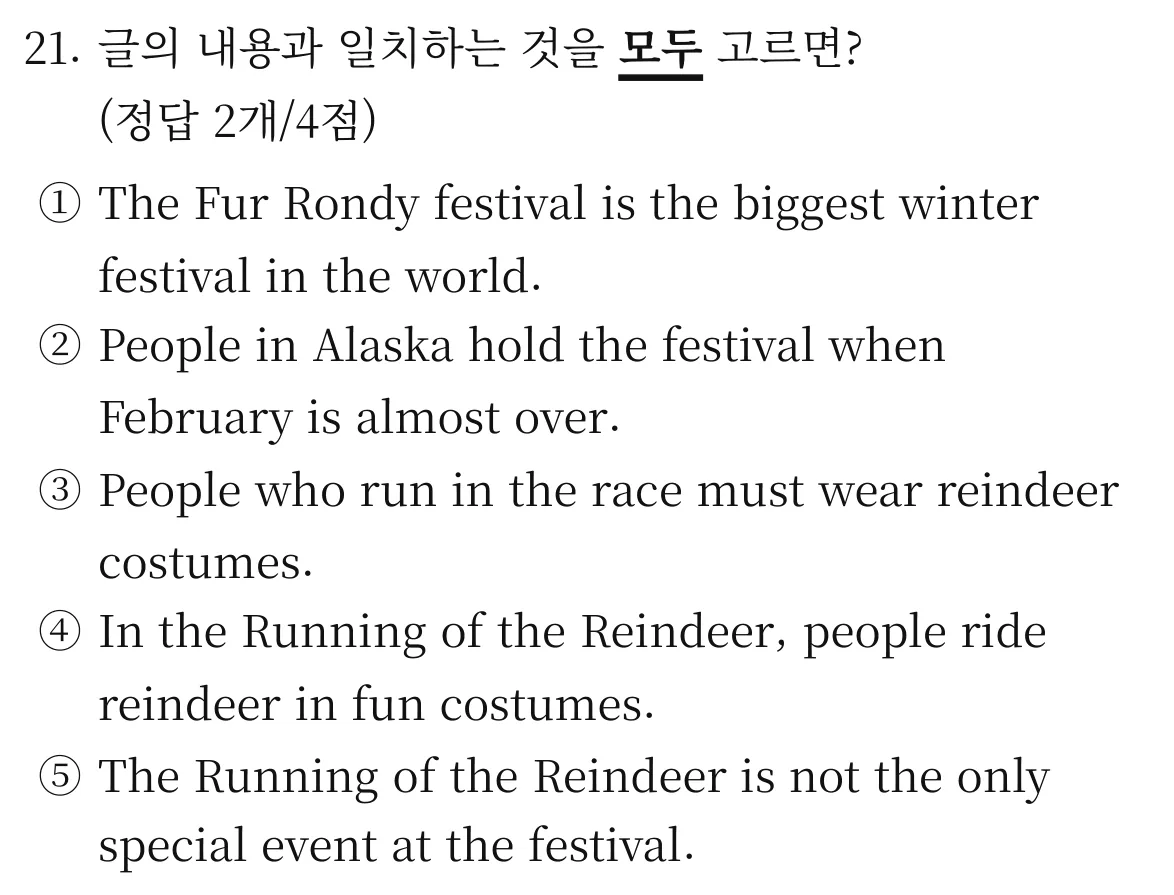 21. 글의 내용과 일치하는 것을 모두 고르면?
(정답 2개/4점)
① The Fur Rondy festival is the biggest winter
festival in the world.
② People in Alaska hold the festival when
February is almost over.
③ People who run in the race must wear reindeer
costumes.
④ In the Running of the Reindeer, people ride
reindeer in fun costumes.
⑤ The Running of the Reindeer is not the only
special event at the festival.